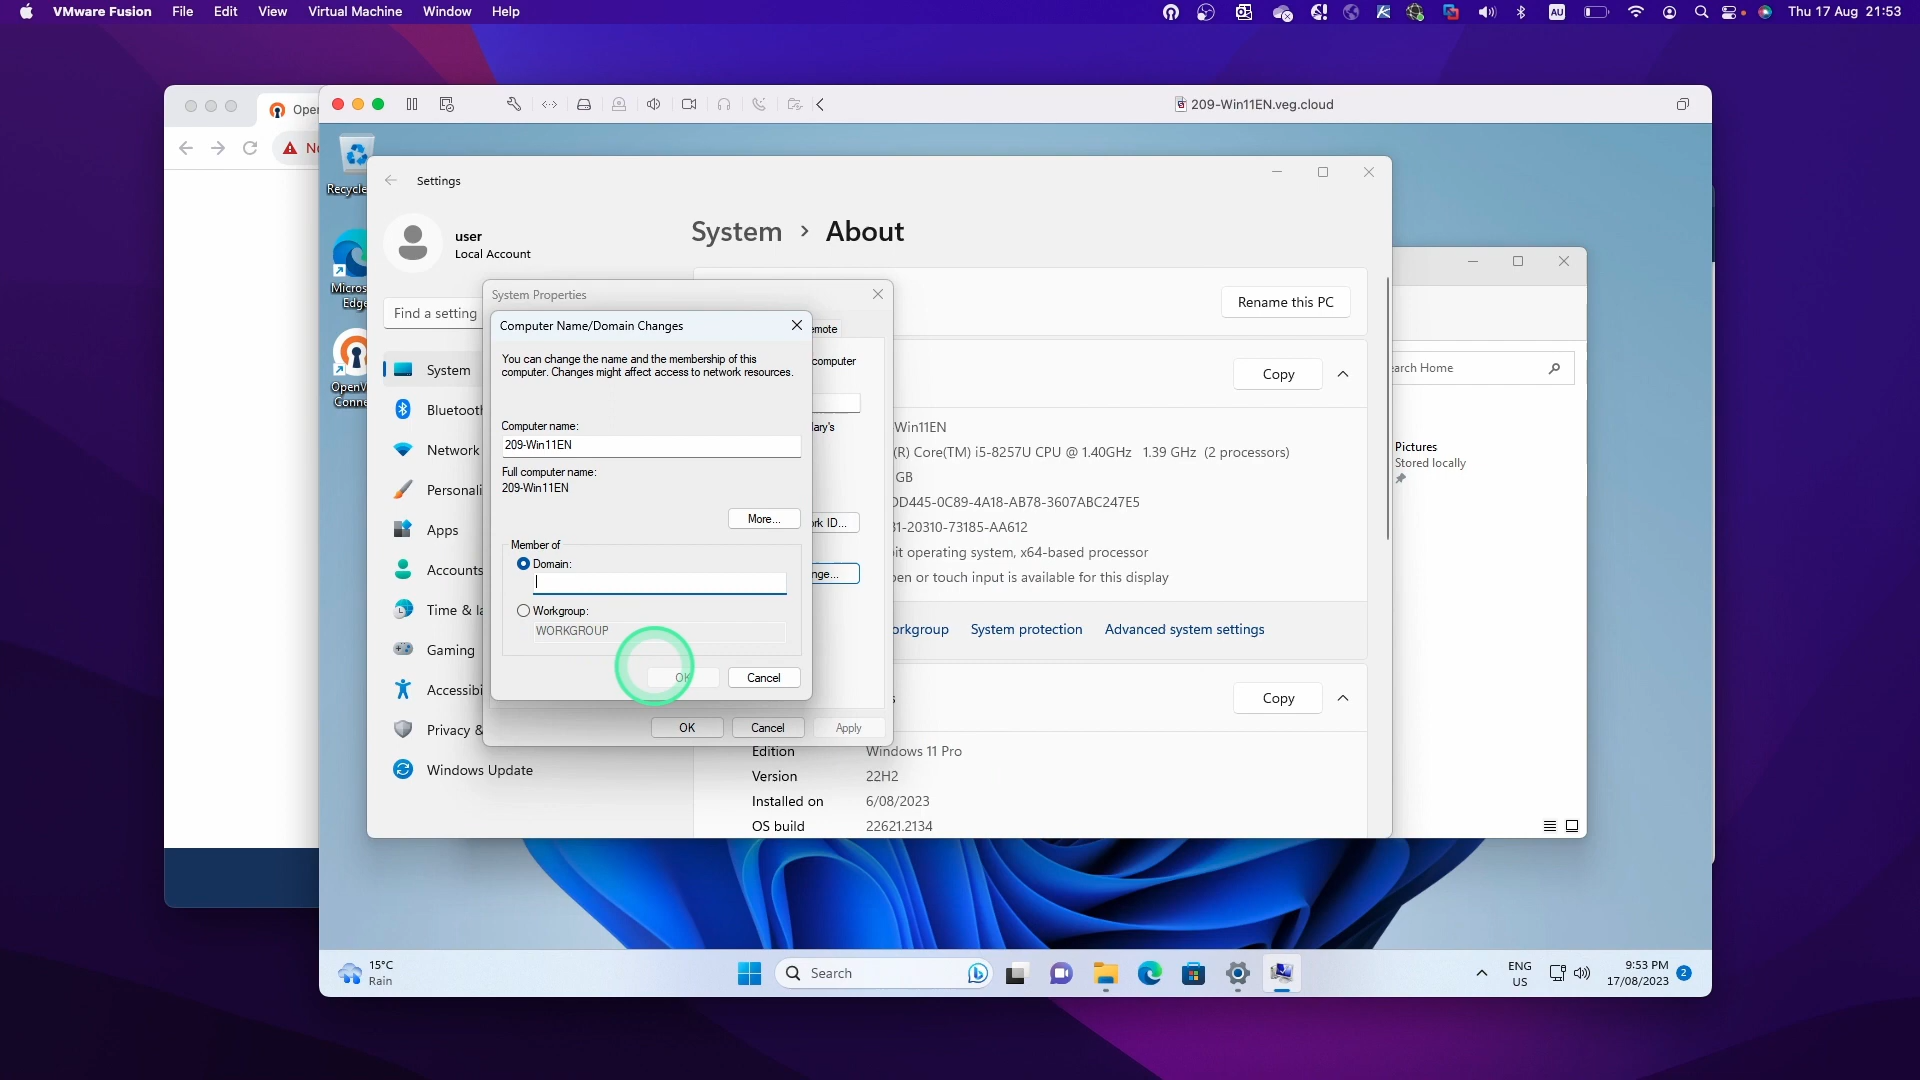 VMware Fusion File Edit View Virtual Machine Window Help
AU Thu 17 Aug 21:53
209-Win11EN.veg.cloud
Settings
System > About
user
Local Account
Find a setting
System
Network
Apps
Accounts
Gaming
Windows Update
Rename this PC
Copy
Win11EN
(R) Core(TM) i5-8257U CPU @ 1.40GHz 1.39 GHz (2 processors)
GB
DD445-0C89-4A18-AB78-3607ABC247E5
31-20310-73185-AA612
it operating system, x64-based processor
en or touch input is available for this display
orkgroup System protection Advanced system settings
Copy
Edition Windows 11 Pro
Version 22H2
Installed on 6/08/2023
OS build 22621.2134
System Properties
emote
computer
ary's
rk ID...
nge...
OK Cancel Apply
Computer Name/Domain Changes
You can change the name and the membership of this
computer. Changes might affect access to network resources.
Computer name:
209-Win11EN
Full computer name:
209-Win11EN
More...
Member of
Domain:
Workgroup:
WORKGROUP
OK Cancel
arch Home
Pictures
Stored locally
15°C
Rain
Search
ENG
US
9:53 PM
17/08/2023
2